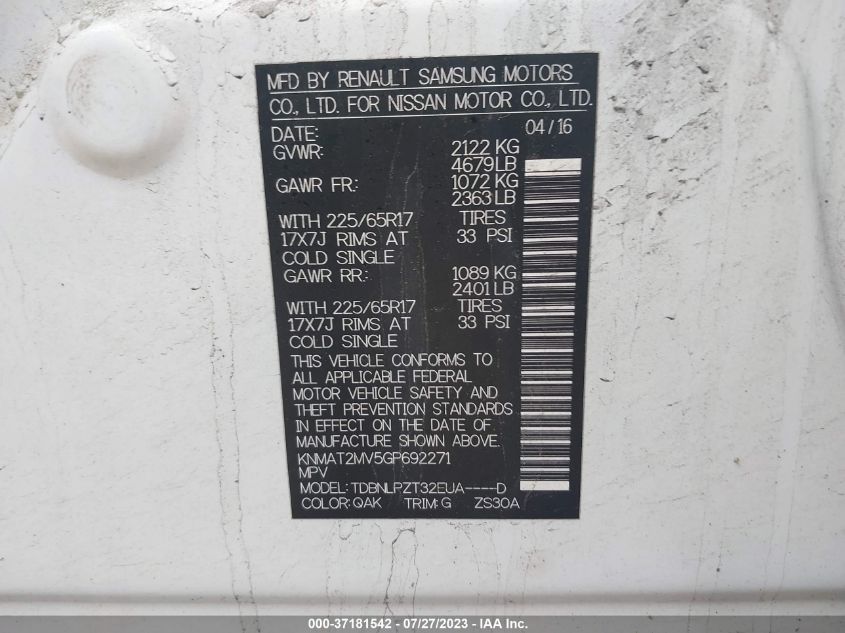 MFD BY RENAULT SAMSUNG MOTORS
CO., LTD. FOR NISSAN MOTOR CO., LTD.
DATE: 04/16
GVWR: 2122 KG
4679LB
GAWR FR.: 1072 KG
2363LB
WITH 225/65R17 TIRES
17X7J RIMS AT 33 PSI
COLD SINGLE
GAWR RR.: 1089 KG
2401LB
WITH 225/65R17 TIRES
17X7J RIMS AT 33 PSI
COLD SINGLE
THIS VEHICLE CONFORMS TO
ALL APPLICABLE FEDERAL
MOTOR VEHICLE SAFETY AND
THEFT PREVENTION STANDARDS
IN EFFECT ON THE DATE OF
MANUFACTURE SHOWN ABOVE.
KNMAT2MV5GP692271
MPV
MODEL: TDBNLPZT32EUA----D
COLOR: QAK TRIM: G ZS30A
000-37181542 - 07/27/2023 - IAA Inc.